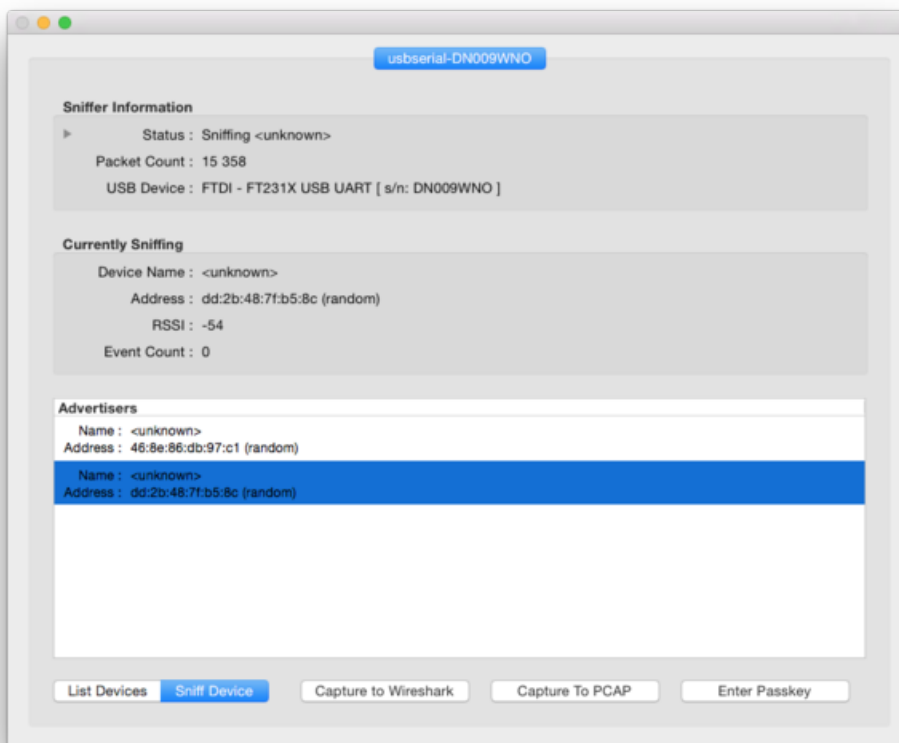 usbserial-DN009WNO
Sniffer Information
Status : Sniffing <unknown>
Packet Count : 15 358
USB Device : FTDI - FT231X USB UART [ s/n: DN009WNO ]
Currently Sniffing
Device Name : <unknown>
Address : dd:2b:48:7f:b5:8c (random)
RSSI : -54
Event Count : 0
Advertisers
Name : <unknown>
Address : 46:8e:86:db:97:c1 (random)
Name : <unknown>
Address : dd:2b:48:7f:b5:8c (random)
List Devices Sniff Device Capture to Wireshark Capture To PCAP Enter Passkey